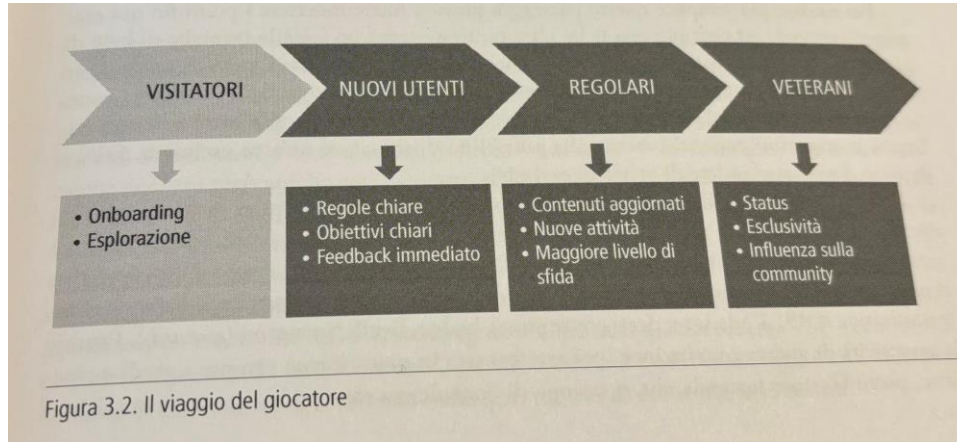 VISITATORI
NUOVI UTENTI
REGOLARI
VETERANI
• Onboarding
• Esplorazione
• Regole chiare
• Obiettivi chiari
• Feedback immediato
• Contenuti aggiornati
• Nuove attività
• Maggiore livello di
sfida
• Status
• Esclusività
• Influenza sulla
community
Figura 3.2. Il viaggio del giocatore